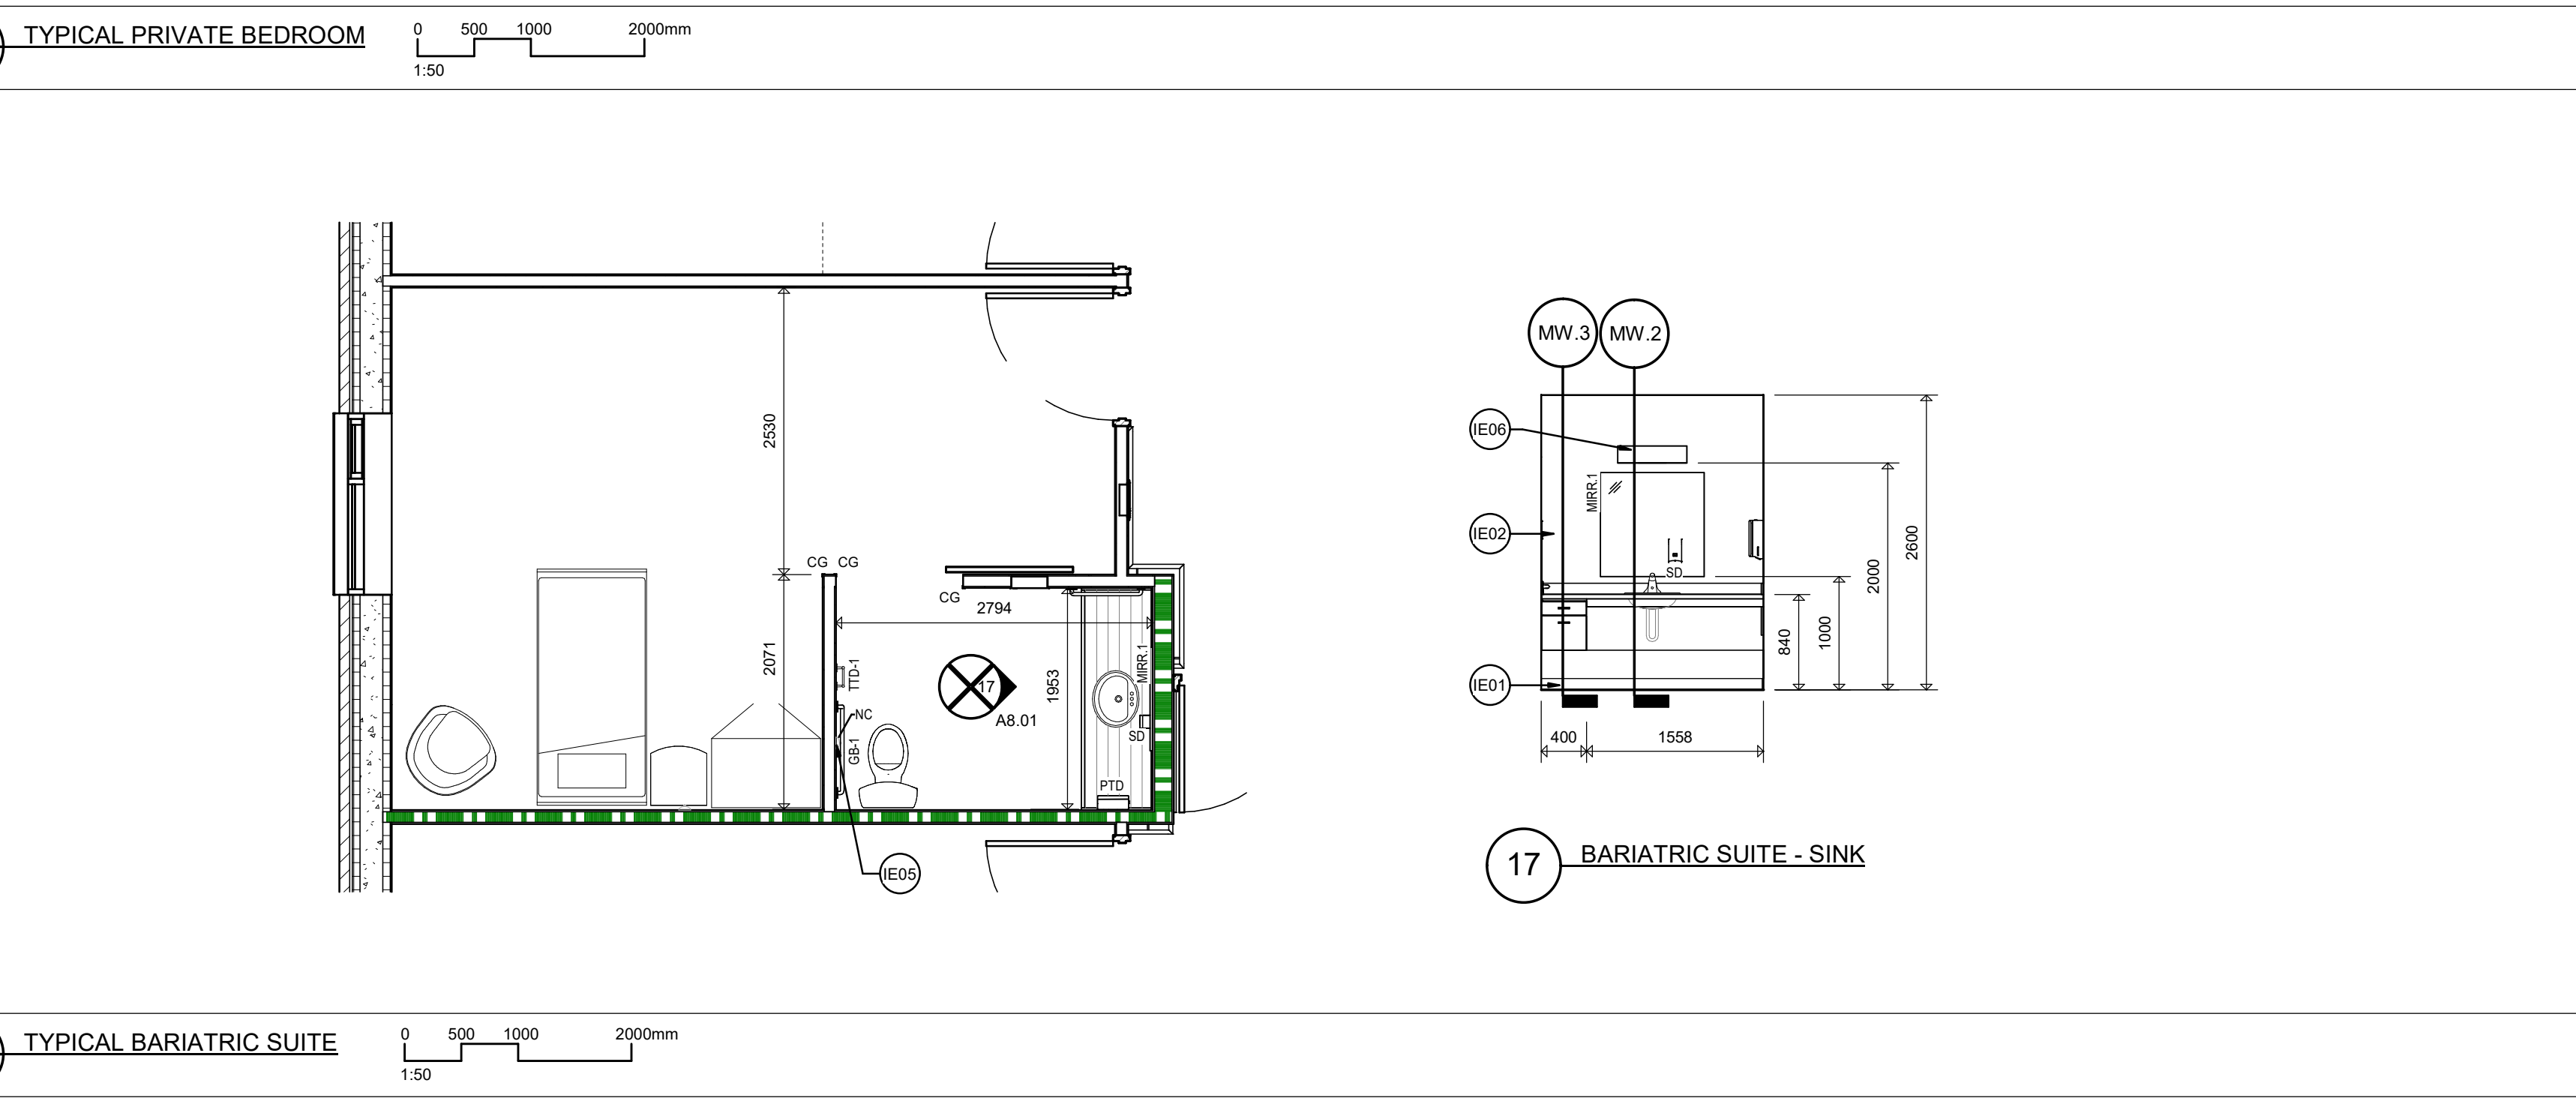 TYPICAL PRIVATE BEDROOM
0 500 1000 2000mm
1:50
MW.3 MW.2
IE06
MIRR.1
IE02
SD
IE01
2600
2000
1000
840
400 1558
17 BARIATRIC SUITE - SINK
2530
CG CG
CG
2794
2071
TTD-1
NC
GB-1
17
A8.01
1953
MIRR.1
SD
PTD
IE05
TYPICAL BARIATRIC SUITE
0 500 1000 2000mm
1:50